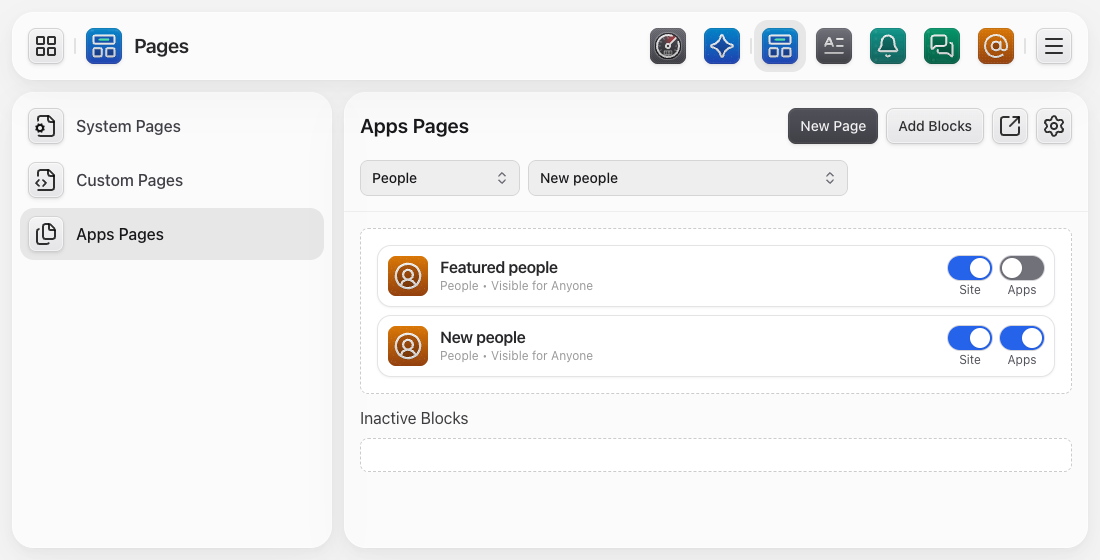 Pages
System Pages
Custom Pages
Apps Pages
Apps Pages
New Page
Add Blocks
People
New people
Featured people
People • Visible for Anyone
Site
Apps
New people
People • Visible for Anyone
Site
Apps
Inactive Blocks